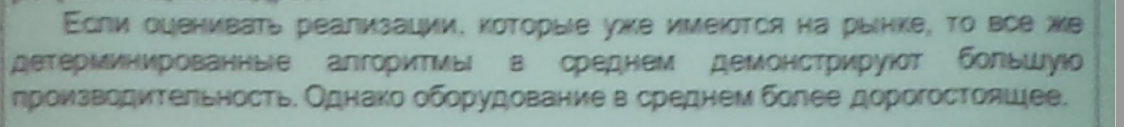 Если оценивать реализации, которые уже имеются на рынке, то все же
детерминированные алгоритмы в среднем демонстрируют большую
производительность. Однако оборудование в среднем более дорогостоящее.